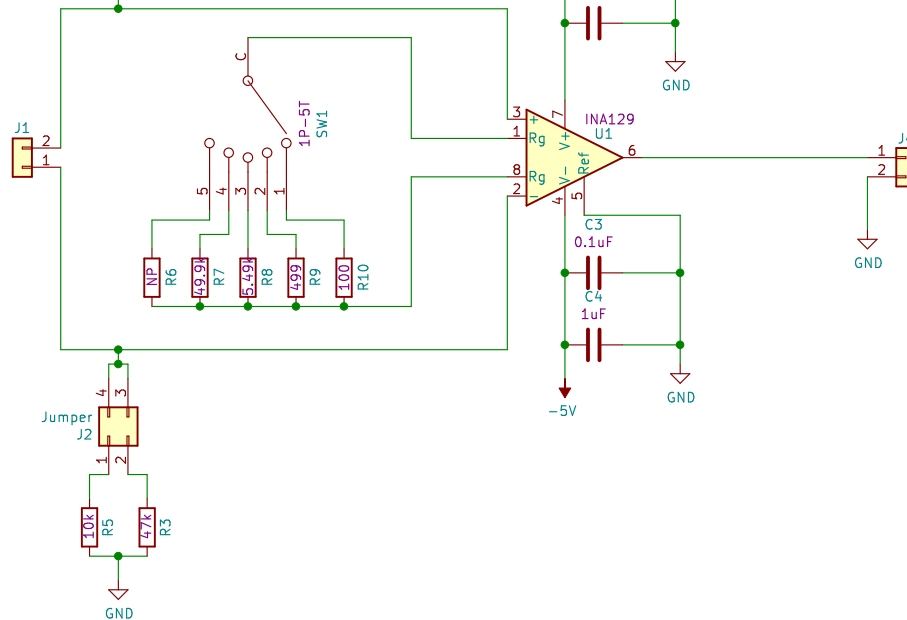 GND
C
1P-5T
SW1
INA129
U1
7
3
+
1
Rg
V+
8
Rg
2
-
V-
Ref
4
5
6
J1
2
1
1
2
GND
5
4
3
2
1
NP
R6
49.9k
R7
5.49k
R8
499
R9
100
R10
C3
0.1uF
C4
1uF
-5V
GND
4
3
Jumper
J2
1
2
10k
R5
47k
R3
GND